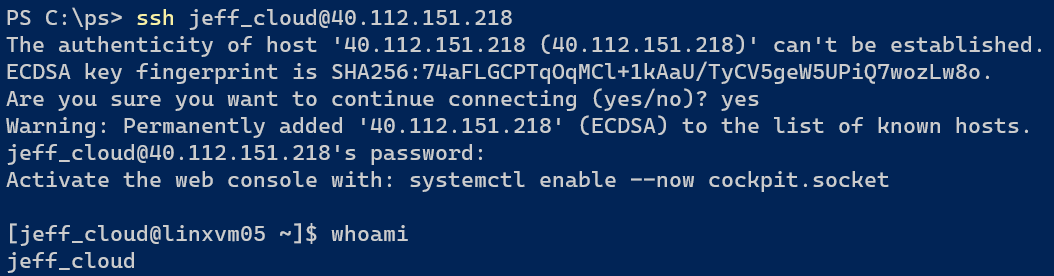 PS C:\ps> ssh jeff_cloud@40.112.151.218
The authenticity of host '40.112.151.218 (40.112.151.218)' can't be established.
ECDSA key fingerprint is SHA256:74aFLGCPTqOqMCl+1kAaU/TyCV5geW5UPiQ7wozLw8o.
Are you sure you want to continue connecting (yes/no)? yes
Warning: Permanently added '40.112.151.218' (ECDSA) to the list of known hosts.
jeff_cloud@40.112.151.218's password:
Activate the web console with: systemctl enable --now cockpit.socket
[jeff_cloud@linxvm05 ~]$ whoami
jeff_cloud